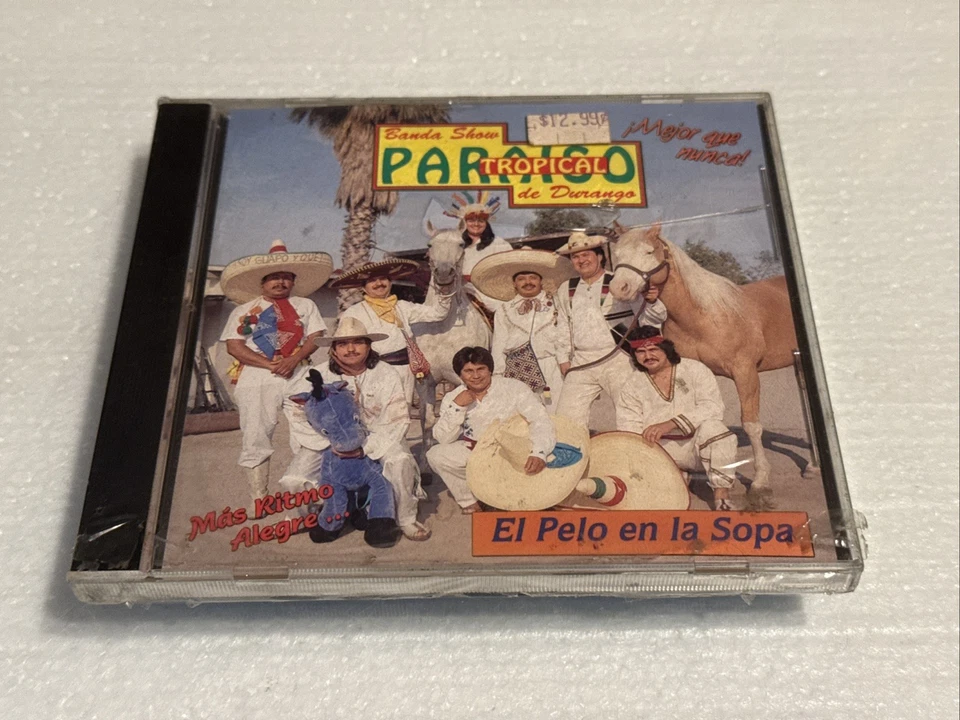 $12.99
Banda Show
PARAISO
TROPICAL
de Durango
¡Mejor que
nunca!
Más Ritmo
Alegre...
El Pelo en la Sopa